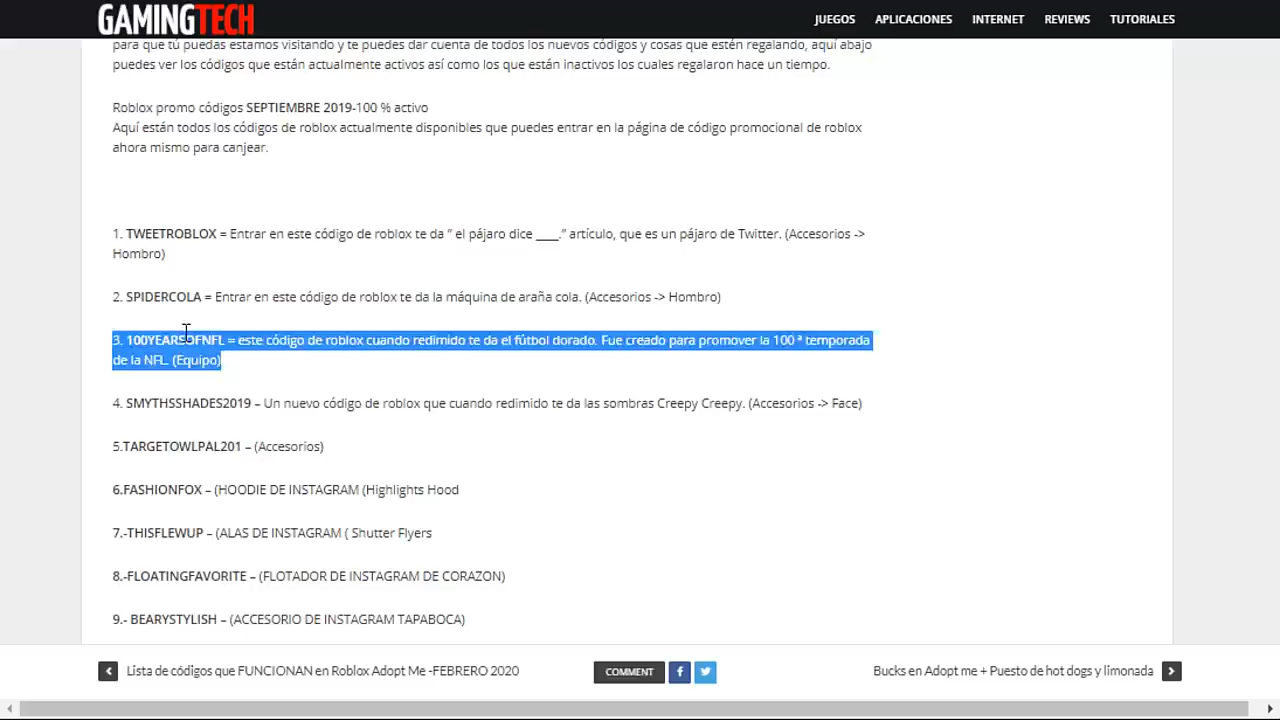 GAMINGTECH
JUEGOS APLICACIONES INTERNET REVIEWS TUTORIALES
para que tú puedas estamos visitando y te puedes dar cuenta de todos los nuevos códigos y cosas que estén regalando, aquí abajo
puedes ver los códigos que están actualmente activos así como los que están inactivos los cuales regalaron hace un tiempo.
Roblox promo códigos SEPTIEMBRE 2019-100 % activo
Aquí están todos los códigos de roblox actualmente disponibles que puedes entrar en la página de código promocional de roblox
ahora mismo para canjear.
1. TWEETROBLOX = Entrar en este código de roblox te da “ el pájaro dice ____.” artículo, que es un pájaro de Twitter. (Accesorios ->
Hombro)
2. SPIDERCOLA = Entrar en este código de roblox te da la máquina de araña cola. (Accesorios -> Hombro)
3. 100YEARSOFNFL = este código de roblox cuando redimido te da el fútbol dorado. Fue creado para promover la 100 ª temporada
de la NFL. (Equipo)
4. SMYTHSSHADES2019 – Un nuevo código de roblox que cuando redimido te da las sombras Creepy Creepy. (Accesorios -> Face)
5.TARGETOWLPAL201 – (Accesorios)
6.FASHIONFOX – (HOODIE DE INSTAGRAM (Highlights Hood
7.-THISFLEWUP – (ALAS DE INSTAGRAM ( Shutter Flyers
8.-FLOATINGFAVORITE – (FLOTADOR DE INSTAGRAM DE CORAZON)
9.- BEARYSTYLISH – (ACCESORIO DE INSTAGRAM TAPABOCA)
Lista de códigos que FUNCIONAN en Roblox Adopt Me -FEBRERO 2020
COMMENT
Bucks en Adopt me + Puesto de hot dogs y limonada